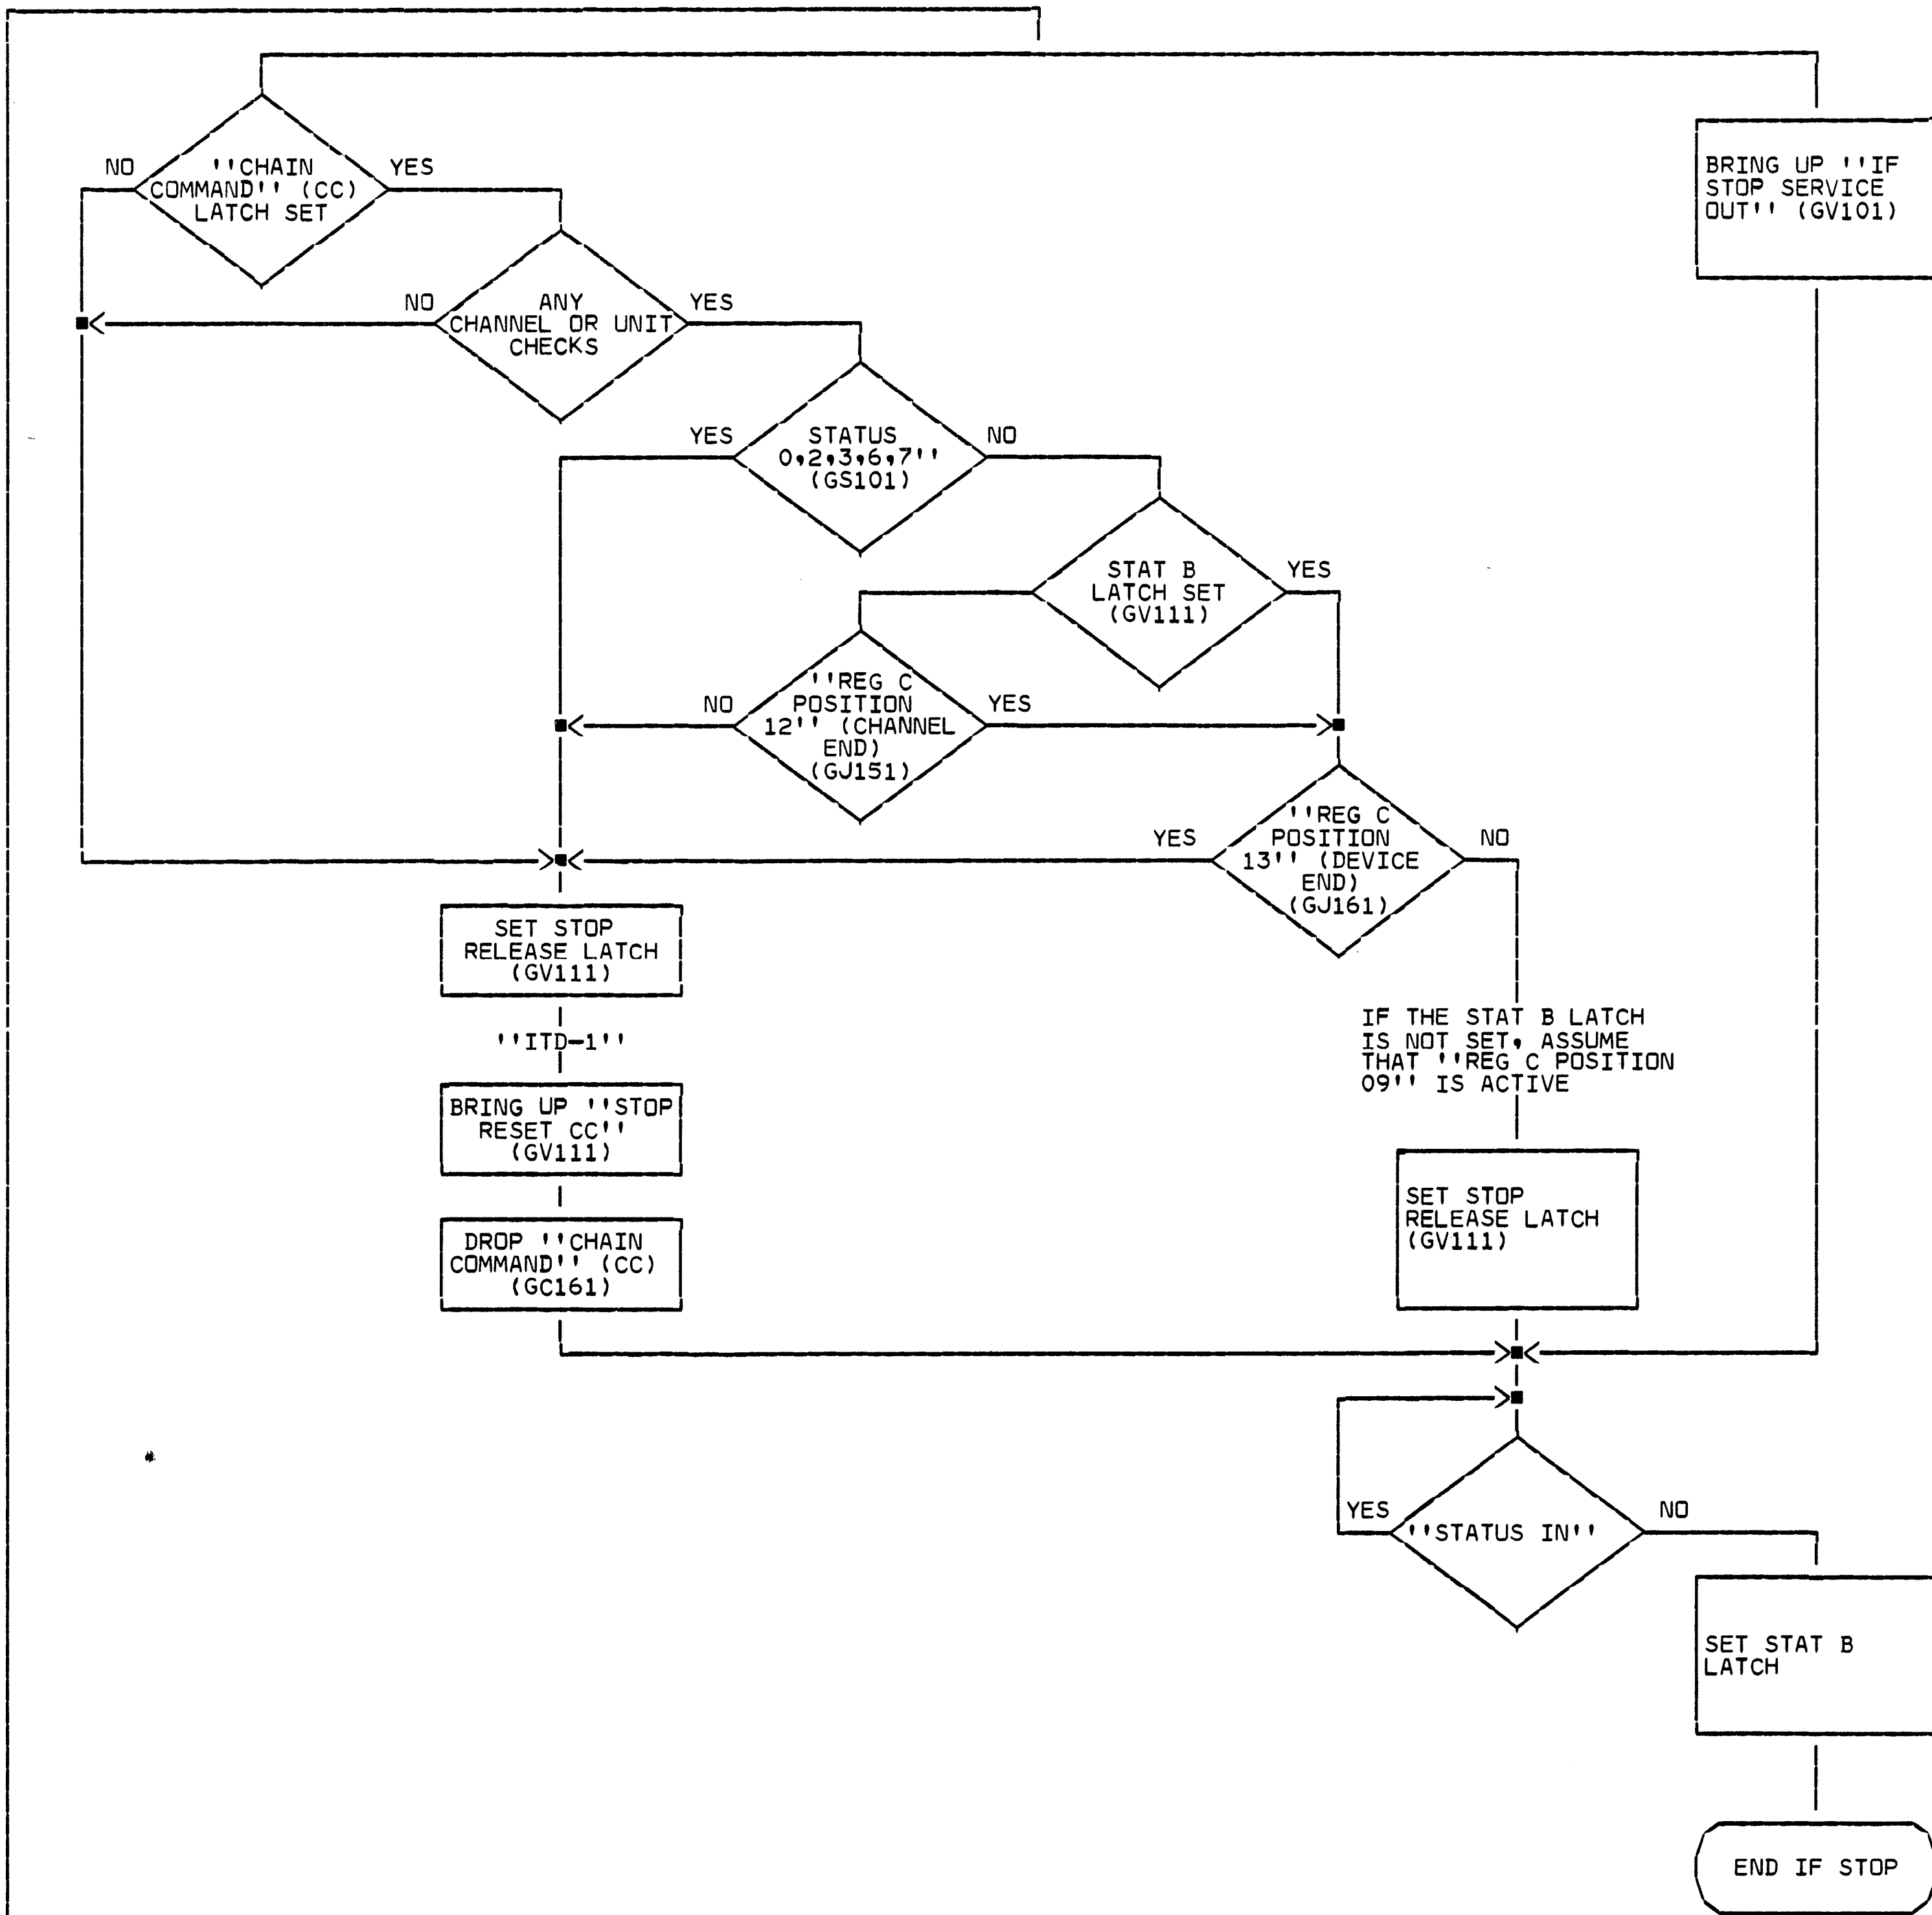 NO
''CHAIN
COMMAND'' (CC)
LATCH SET
YES
BRING UP ''IF
STOP SERVICE
OUT'' (GV101)
NO
ANY
CHANNEL OR UNIT
CHECKS
YES
YES
STATUS
0,2,3,6,7''
(GS101)
NO
STAT B
LATCH SET
(GV111)
YES
NO
''REG C
POSITION
12'' (CHANNEL
END)
(GJ151)
YES
YES
''REG C
POSITION
13'' (DEVICE
END)
(GJ161)
NO
SET STOP
RELEASE LATCH
(GV111)
''ITD-1''
BRING UP ''STOP
RESET CC''
(GV111)
DROP ''CHAIN
COMMAND'' (CC)
(GC161)
IF THE STAT B LATCH
IS NOT SET, ASSUME
THAT ''REG C POSITION
09'' IS ACTIVE
SET STOP
RELEASE LATCH
(GV111)
YES
''STATUS IN''
NO
SET STAT B
LATCH
END IF STOP